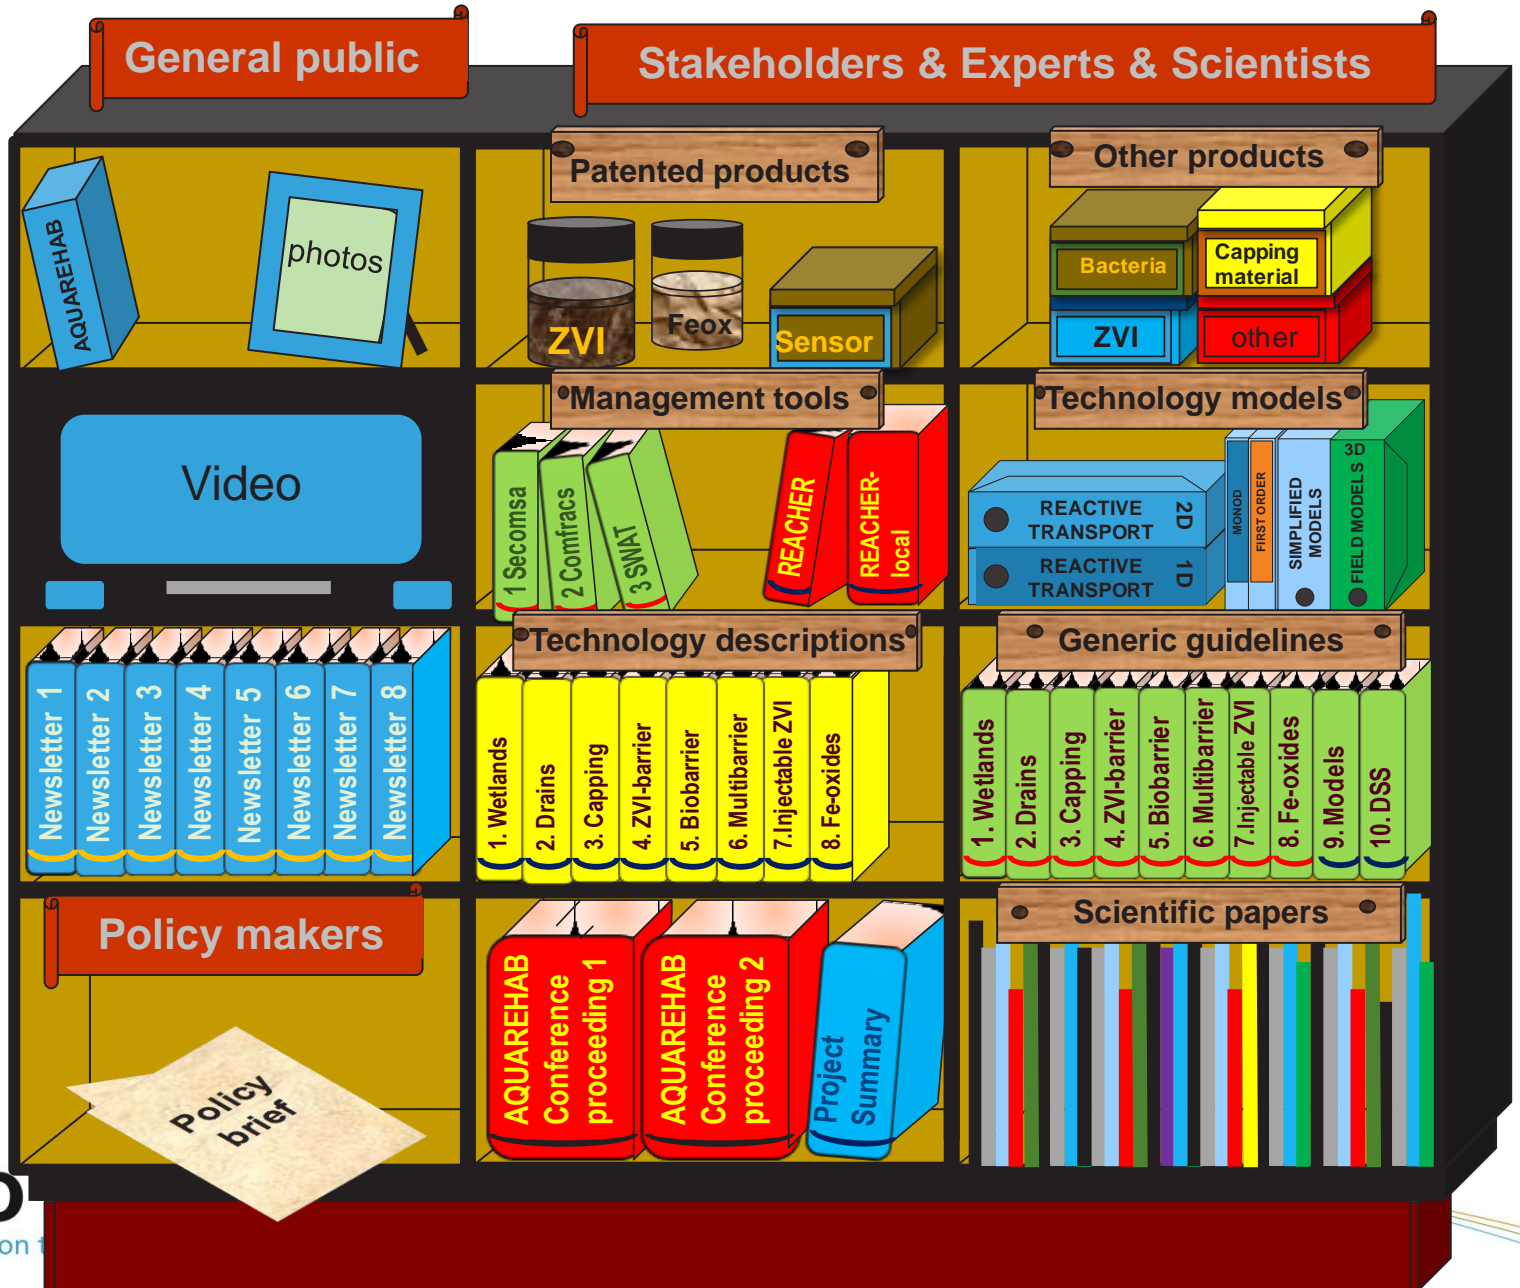 General public
Stakeholders & Experts & Scientists
AQUAREHAB
photos
Patented products
ZVI
Feox
Sensor
Other products
Bacteria
Capping
material
ZVI
other
Video
Management tools
1 Secomsa
2 Comfracs
3 SWAT
REACHER
REACHER-
local
Technology models
REACTIVE
TRANSPORT
2D
REACTIVE
TRANSPORT
1D
MONOD
FIRST ORDER
SIMPLIFIED
MODELS
3D
FIELD MODELS
Newsletter 1
Newsletter 2
Newsletter 3
Newsletter 4
Newsletter 5
Newsletter 6
Newsletter 7
Newsletter 8
Technology descriptions
1. Wetlands
2. Drains
3. Capping
4. ZVI-barrier
5. Biobarrier
6. Multibarrier
7.Injectable ZVI
8. Fe-oxides
Generic guidelines
1. Wetlands
2. Drains
3. Capping
4. ZVI-barrier
5. Biobarrier
6. Multibarrier
7.Injectable ZVI
8. Fe-oxides
9. Models
10. DSS
Policy makers
Policy
brief
AQUAREHAB
Conference
proceeding 1
AQUAREHAB
Conference
proceeding 2
Project
Summary
Scientific papers
on